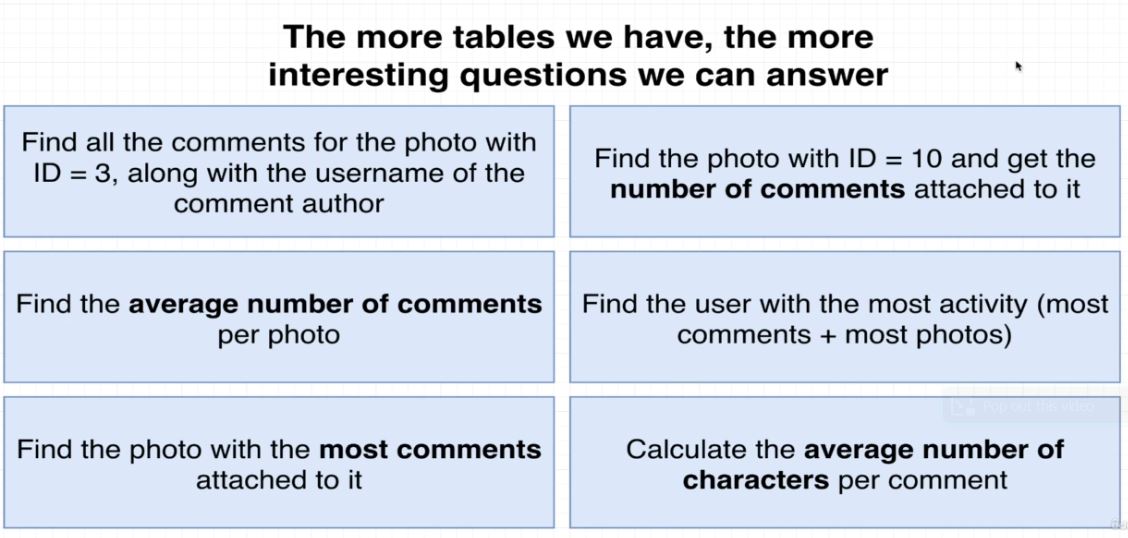 The more tables we have, the more
interesting questions we can answer
Find all the comments for the photo with
ID = 3, along with the username of the
comment author
Find the photo with ID = 10 and get the
number of comments attached to it
Find the average number of comments
per photo
Find the user with the most activity (most
comments + most photos)
Find the photo with the most comments
attached to it
Calculate the average number of
characters per comment
Pop out this video